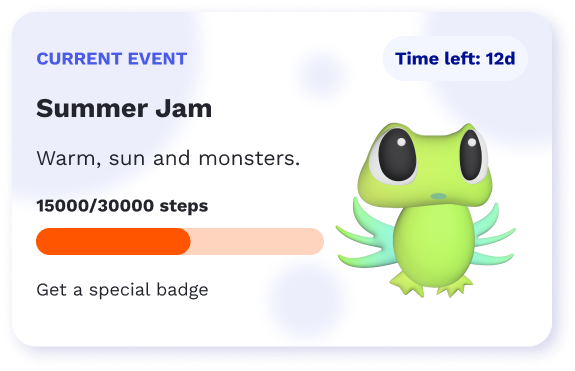 CURRENT EVENT
Time left: 12d
Summer Jam
Warm, sun and monsters.
15000/30000 steps
Get a special badge